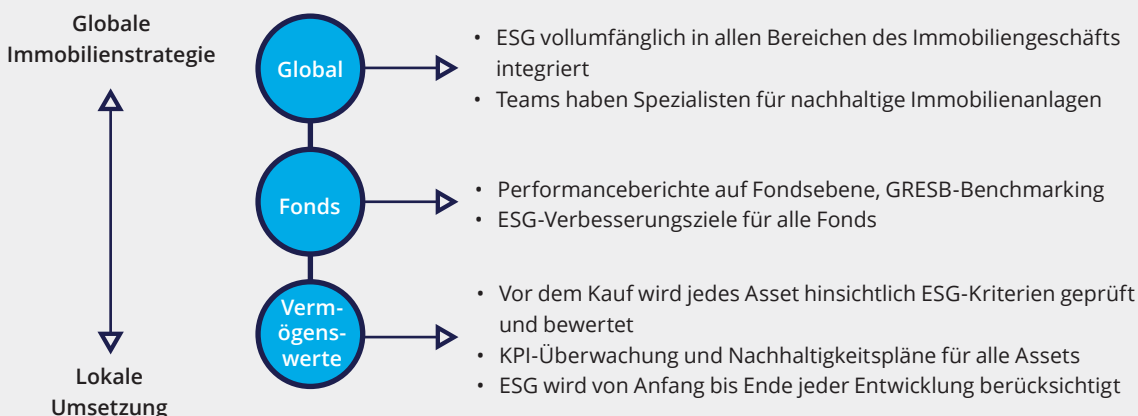 Globale
Immobilienstrategie
Global
• ESG vollumfänglich in allen Bereichen des Immobiliengeschäfts
integriert
• Teams haben Spezialisten für nachhaltige Immobilienanlagen
Fonds
• Performanceberichte auf Fondsebene, GRESB-Benchmarking
• ESG-Verbesserungsziele für alle Fonds
Verm-
ögens-
werte
• Vor dem Kauf wird jedes Asset hinsichtlich ESG-Kriterien geprüft
und bewertet
• KPI-Überwachung und Nachhaltigkeitspläne für alle Assets
• ESG wird von Anfang bis Ende jeder Entwicklung berücksichtigt
Lokale
Umsetzung